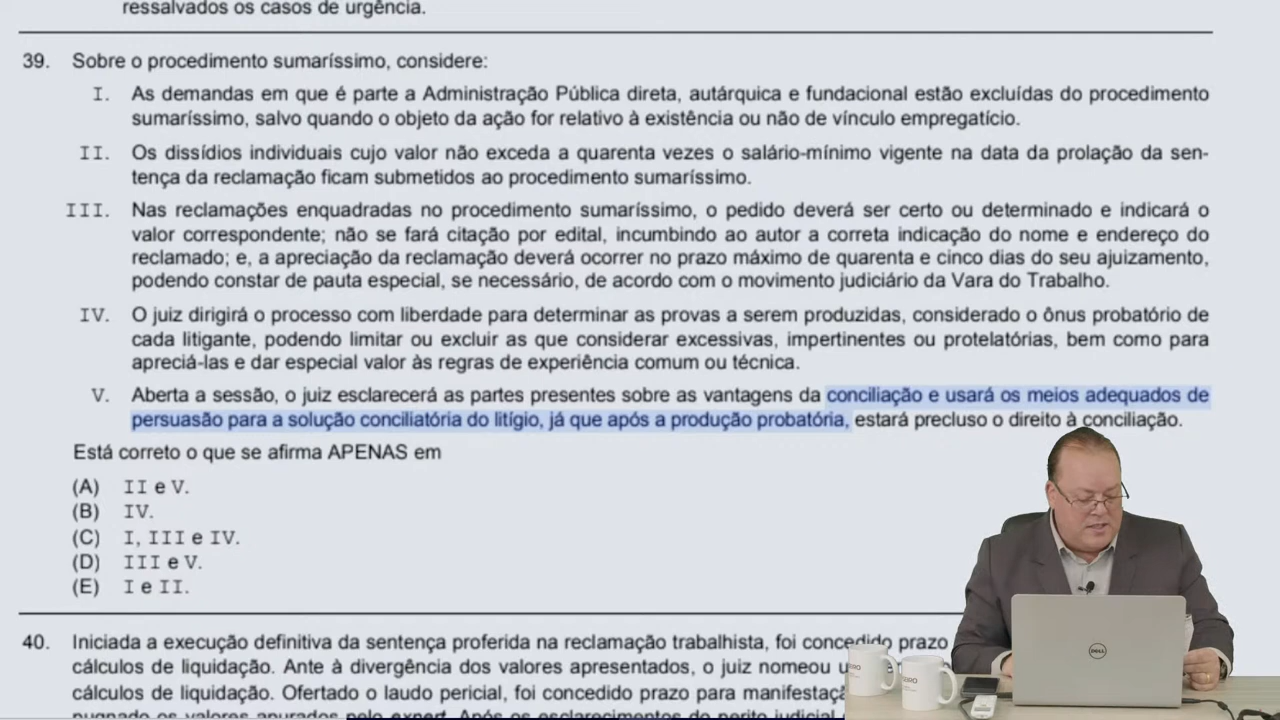 ressalvados os casos de urgência.
39. Sobre o procedimento sumaríssimo, considere:
I. As demandas em que é parte a Administração Pública direta, autárquica e fundacional estão excluídas do procedimento
sumaríssimo, salvo quando o objeto da ação for relativo à existência ou não de vínculo empregatício.
II. Os dissídios individuais cujo valor não exceda a quarenta vezes o salário-mínimo vigente na data da prolação da sen-
tença da reclamação ficam submetidos ao procedimento sumaríssimo.
III. Nas reclamações enquadradas no procedimento sumaríssimo, o pedido deverá ser certo ou determinado e indicará o
valor correspondente; não se fará citação por edital, incumbindo ao autor a correta indicação do nome e endereço do
reclamado; e, a apreciação da reclamação deverá ocorrer no prazo máximo de quarenta e cinco dias do seu ajuizamento,
podendo constar de pauta especial, se necessário, de acordo com o movimento judiciário da Vara do Trabalho.
IV. O juiz dirigirá o processo com liberdade para determinar as provas a serem produzidas, considerado o ônus probatório de
cada litigante, podendo limitar ou excluir as que considerar excessivas, impertinentes ou protelatórias, bem como para
apreciá-las e dar especial valor às regras de experiência comum ou técnica.
V. Aberta a sessão, o juiz esclarecerá as partes presentes sobre as vantagens da conciliação e usará os meios adequados de
persuasão para a solução conciliatória do litígio, já que após a produção probatória, estará precluso o direito à conciliação.
Está correto o que se afirma APENAS em
(A) II e V.
(B) IV.
(C) I, III e IV.
(D) III e V.
(E) I e II.
40. Iniciada a execução definitiva da sentença proferida na reclamação trabalhista, foi concedido prazo
cálculos de liquidação. Ante à divergência dos valores apresentados, o juiz nomeou
cálculos de liquidação. Ofertado o laudo pericial, foi concedido prazo para
os valores apurados pelo expert. Após os esclarecimentos do perito judicial
DELL